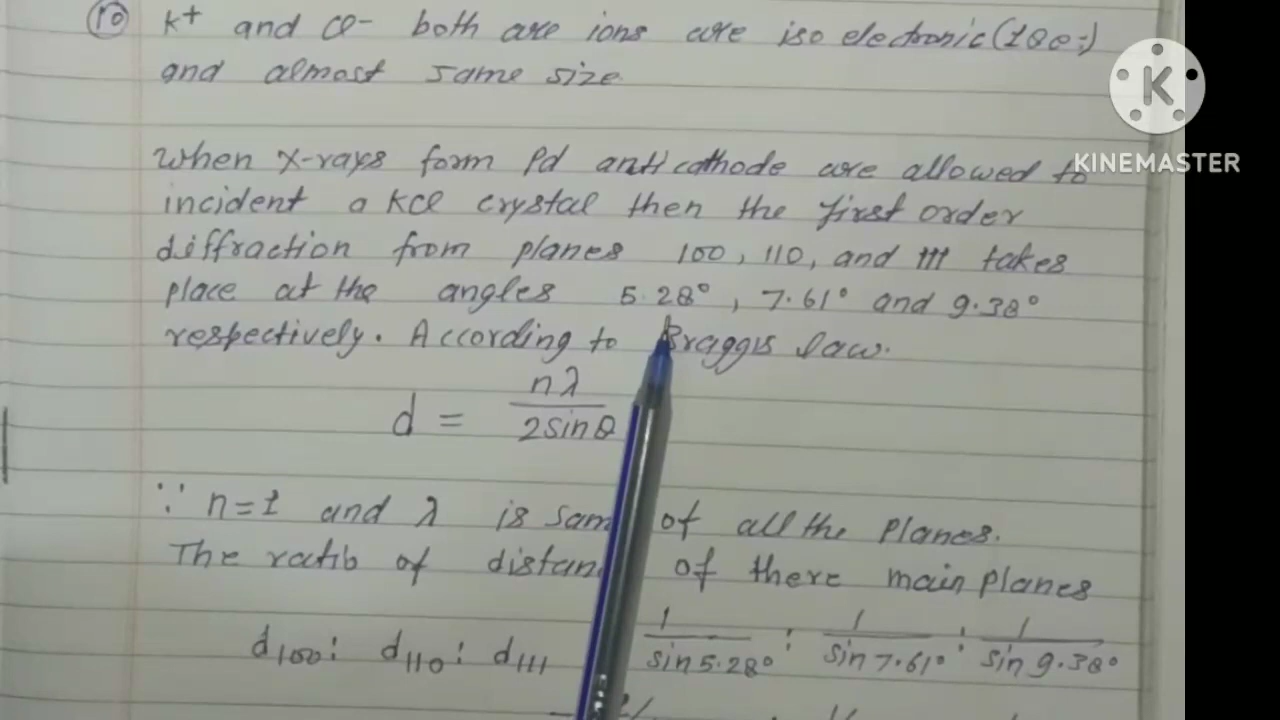 10 K⁺ and Cl⁻ both are ions are iso electronic (18e⁻)
and almost same size.
K
KINEMASTER
When X-rays form Pd anticathode are allowed to
incident a KCl crystal then the first order
diffraction from planes 100, 110, and 111 takes
place at the angles 5.28°, 7.61° and 9.38°
respectively. According to Braggs law.
d = nλ / 2sinθ
∵ n=1 and λ is sam of all the planes.
The ratio of distan of there main planes
d₁₀₀ : d₁₁₀ : d₁₁₁ 1/sin 5.28° : 1/sin 7.61° : 1/sin 9.38°